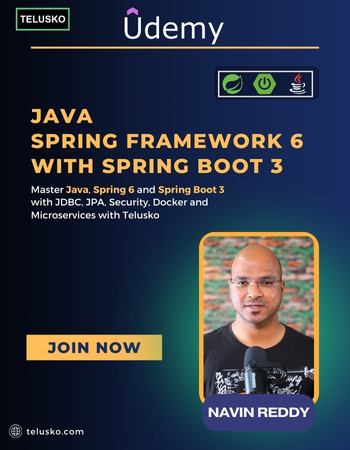 TELUSKO
Udemy
JAVA
SPRING FRAMEWORK 6
WITH SPRING BOOT 3
Master Java, Spring 6 and Spring Boot 3
with JDBC, JPA, Security, Docker and
Microservices with Telusko
JOIN NOW
NAVIN REDDY
telusko.com